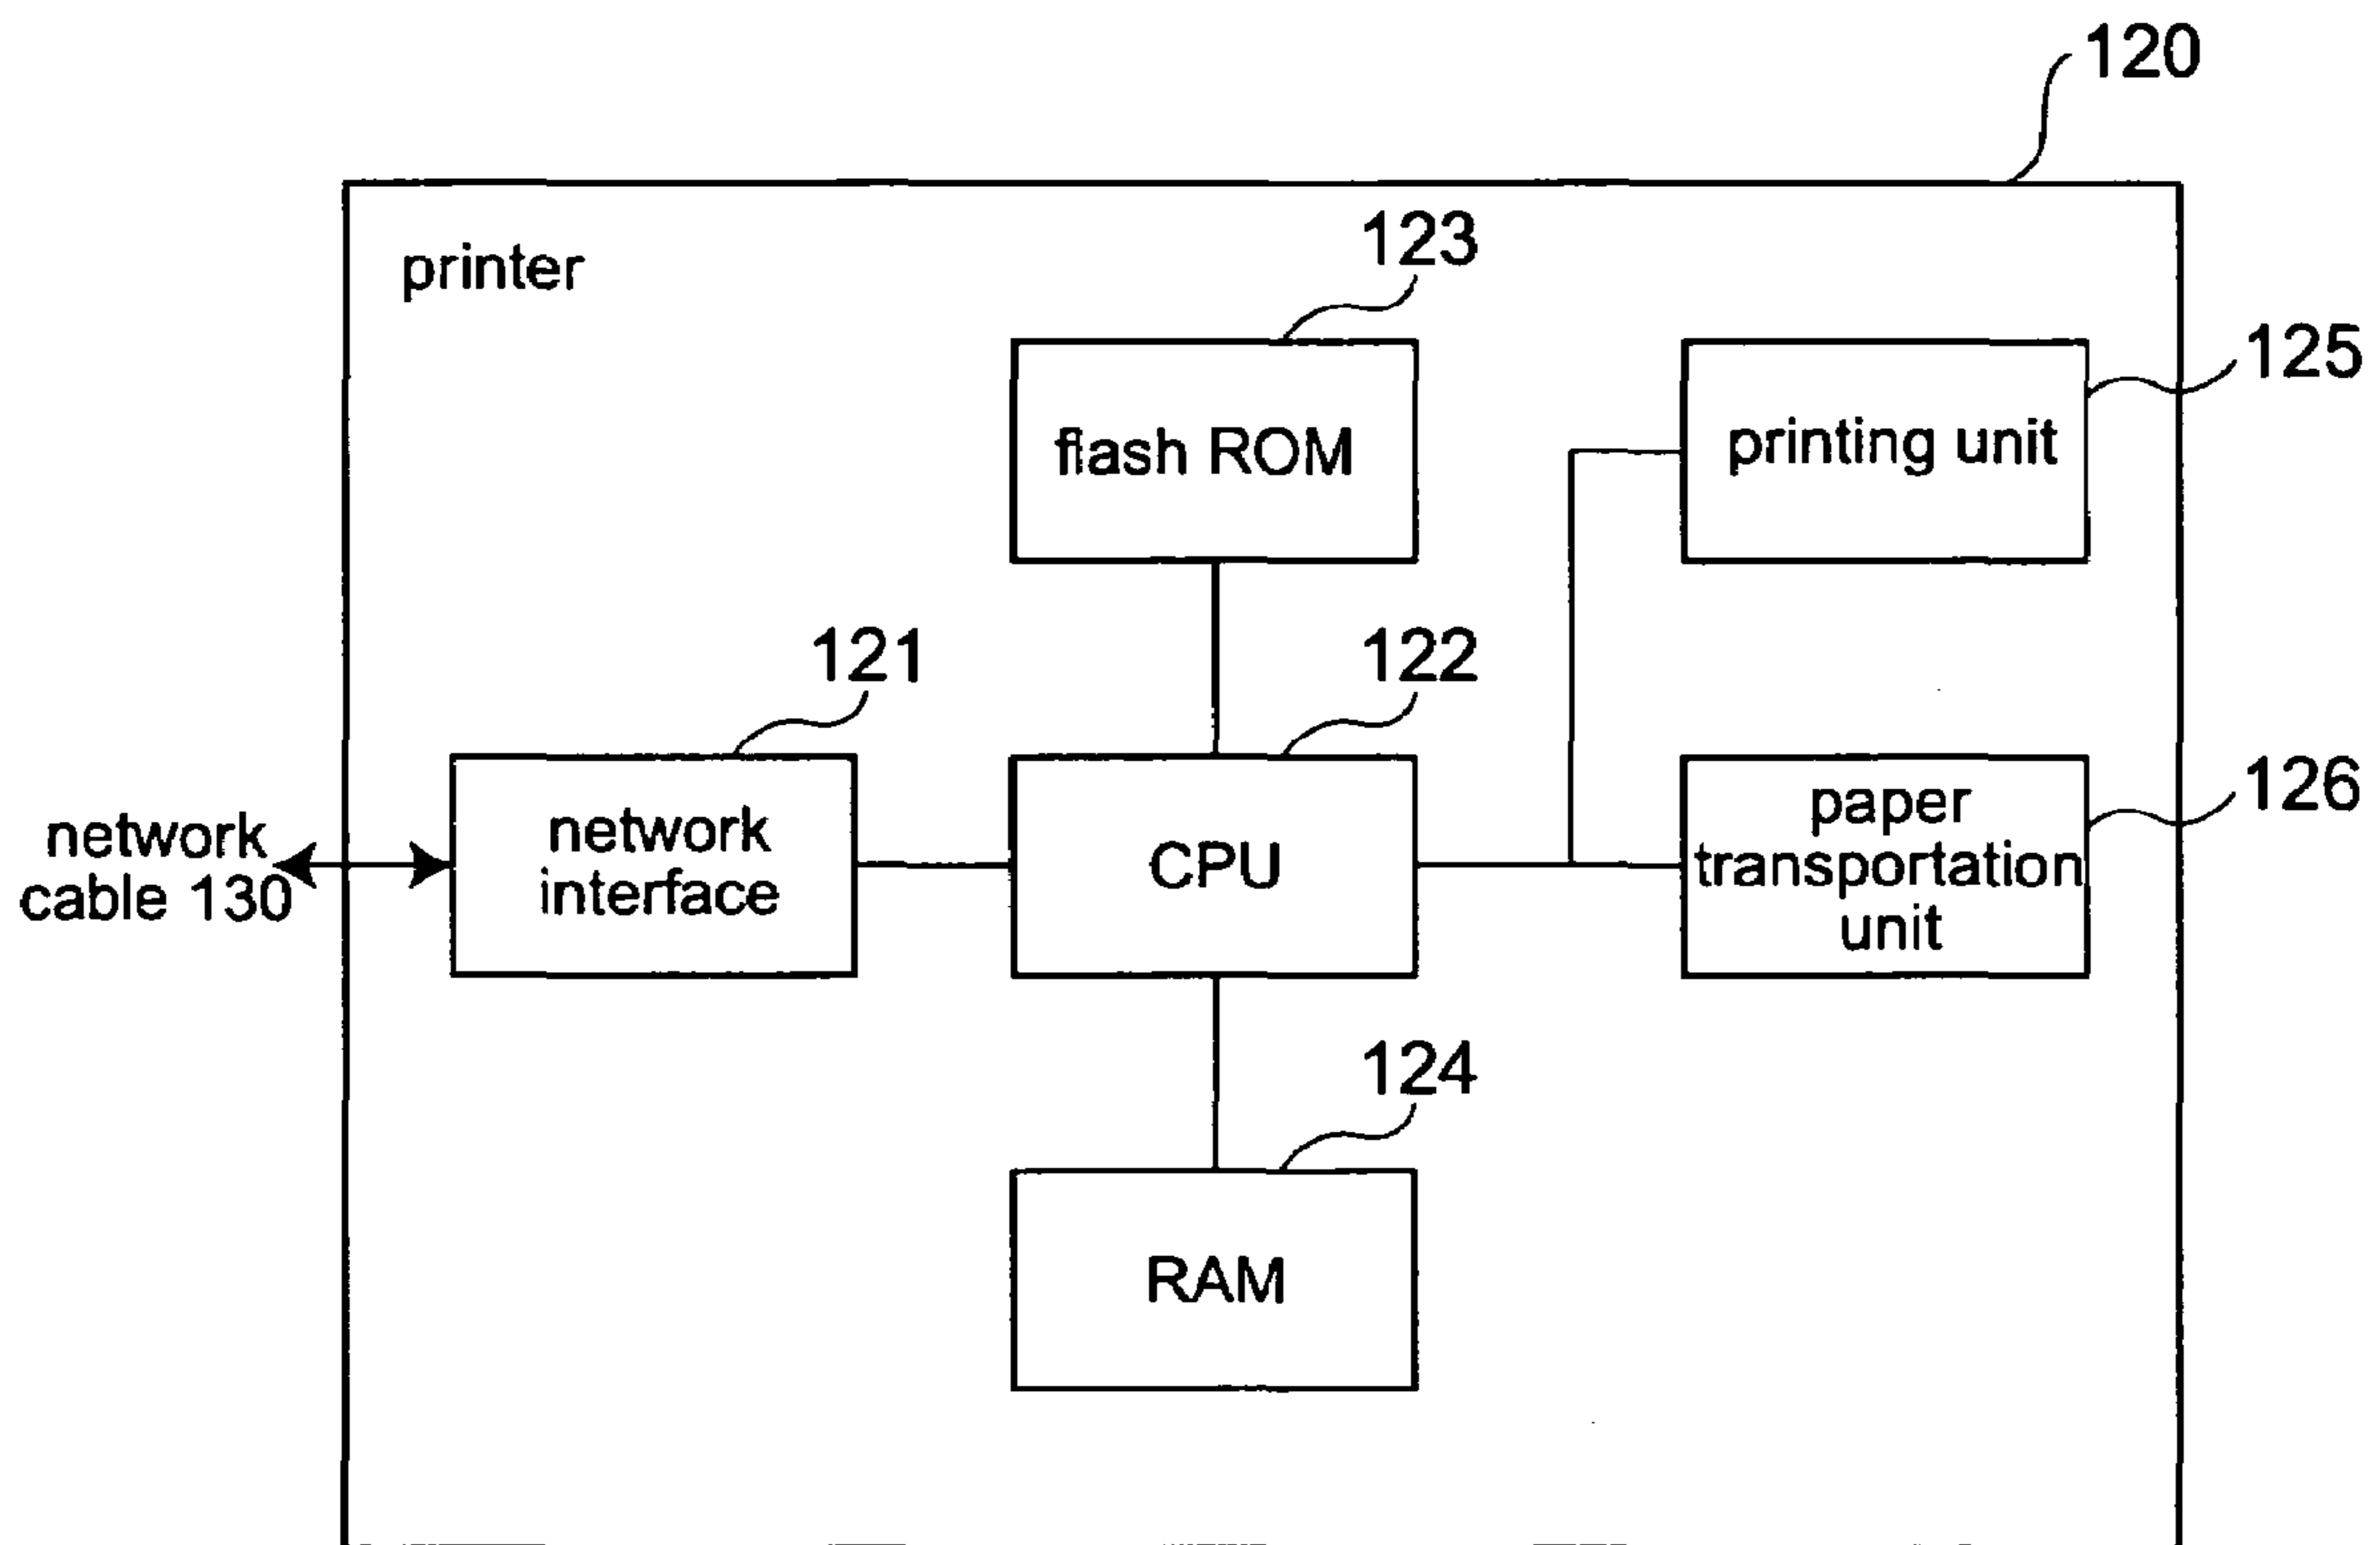 120
printer
123
flash ROM
125
printing unit
121
122
network
cable 130
network
interface
CPU
126
paper
transportation
unit
124
RAM